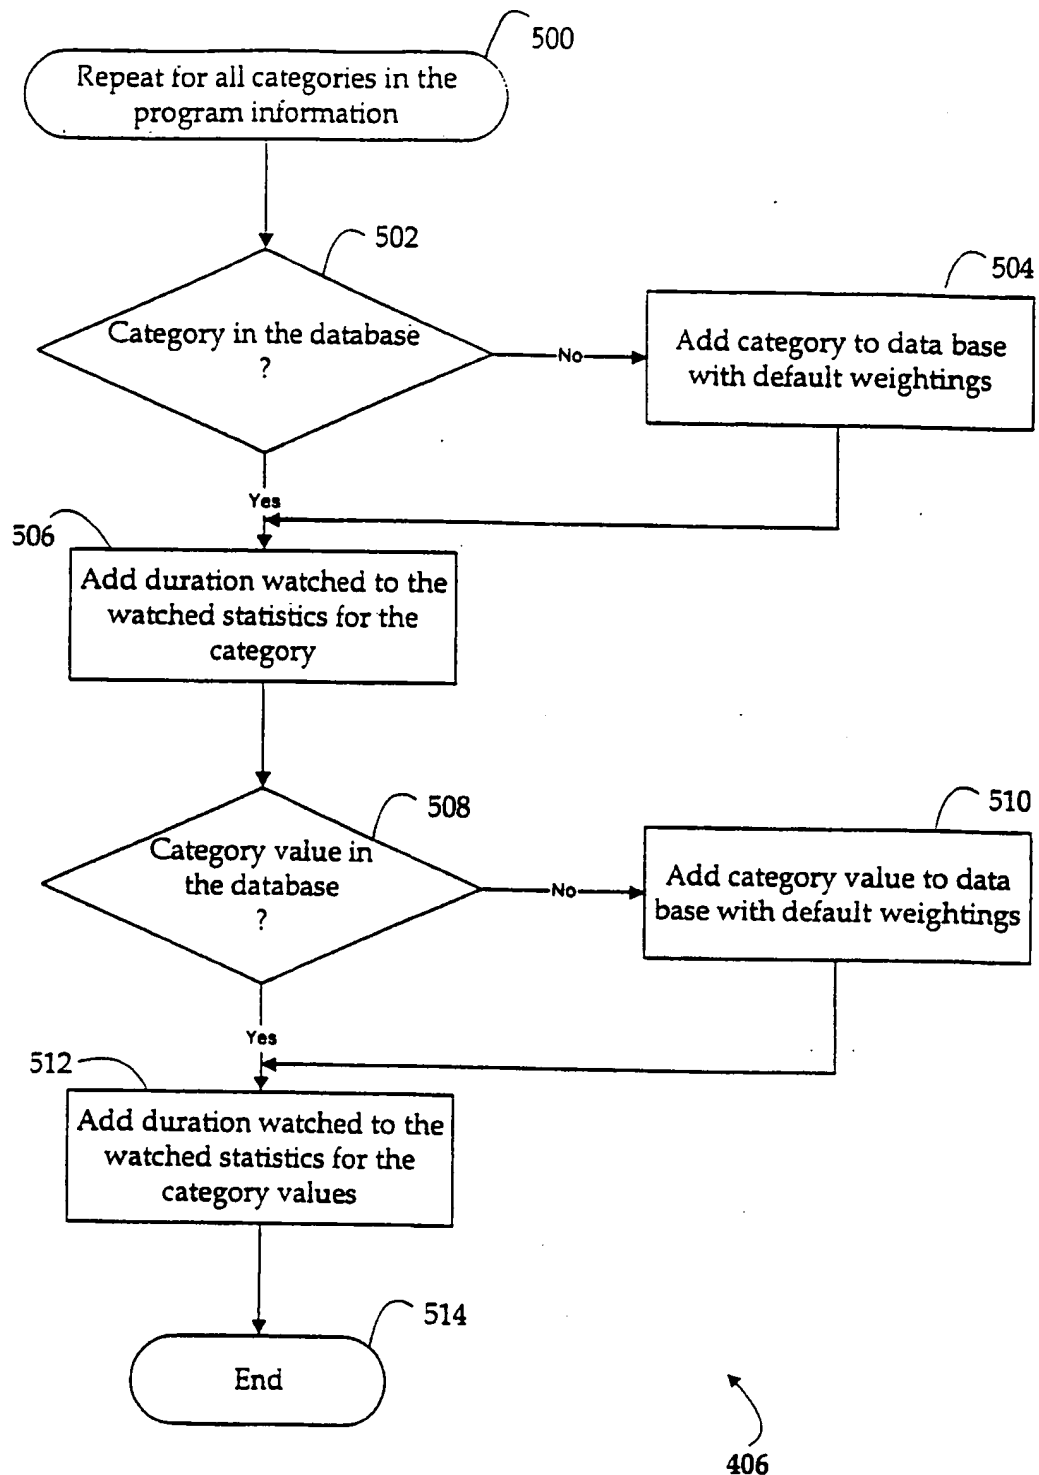 500
Repeat for all categories in the
program information
502
Category in the database
?
No
504
Add category to data base
with default weightings
Yes
506
Add duration watched to the
watched statistics for the
category
508
Category value in
the database
?
No
510
Add category value to data
base with default weightings
Yes
512
Add duration watched to the
watched statistics for the
category values
514
End
406